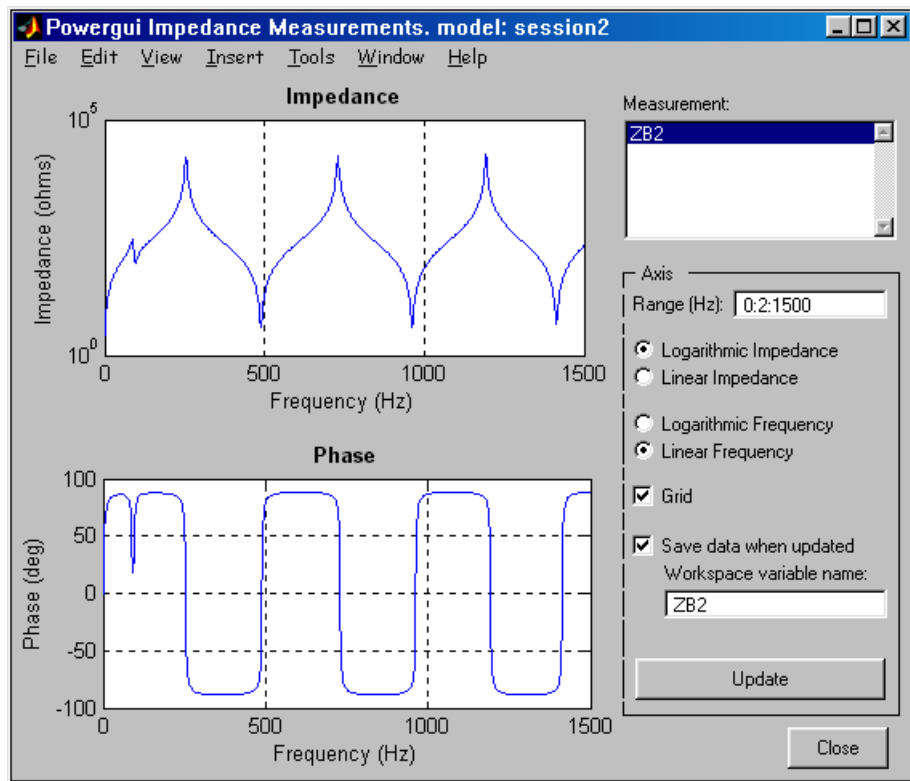 Powergui Impedance Measurements. model: session2
File Edit View Insert Tools Window Help
Impedance
10^5
10^0
Impedance (ohms)
0 500 1000 1500
Frequency (Hz)
Phase
100
50
0
-50
-100
Phase (deg)
0 500 1000 1500
Frequency (Hz)
Measurement:
ZB2
Axis
Range (Hz): 0:2:1500
Logarithmic Impedance
Linear Impedance
Logarithmic Frequency
Linear Frequency
Grid
Save data when updated
Workspace variable name:
ZB2
Update
Close